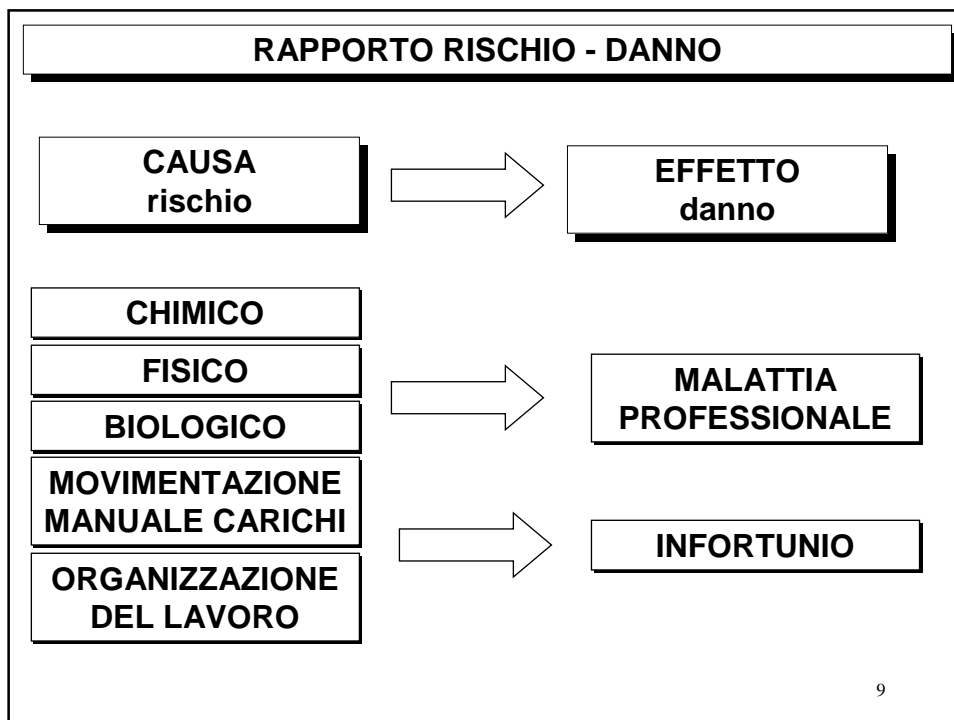 RAPPORTO RISCHIO - DANNO
CAUSA
rischio
EFFETTO
danno
CHIMICO
FISICO
BIOLOGICO
MOVIMENTAZIONE
MANUALE CARICHI
ORGANIZZAZIONE
DEL LAVORO
MALATTIA
PROFESSIONALE
INFORTUNIO
9